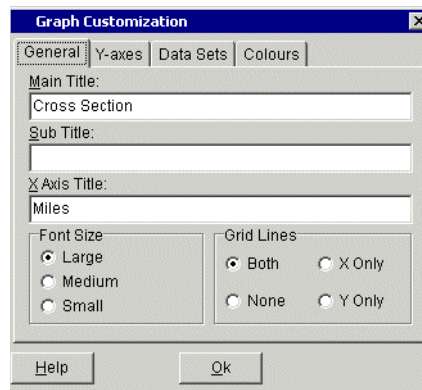 Graph Customization
General Y-axes Data Sets Colours
Main Title:
Cross Section
Sub Title:
X Axis Title:
Miles
Font Size
Large
Medium
Small
Grid Lines
Both X Only
None Y Only
Help Ok